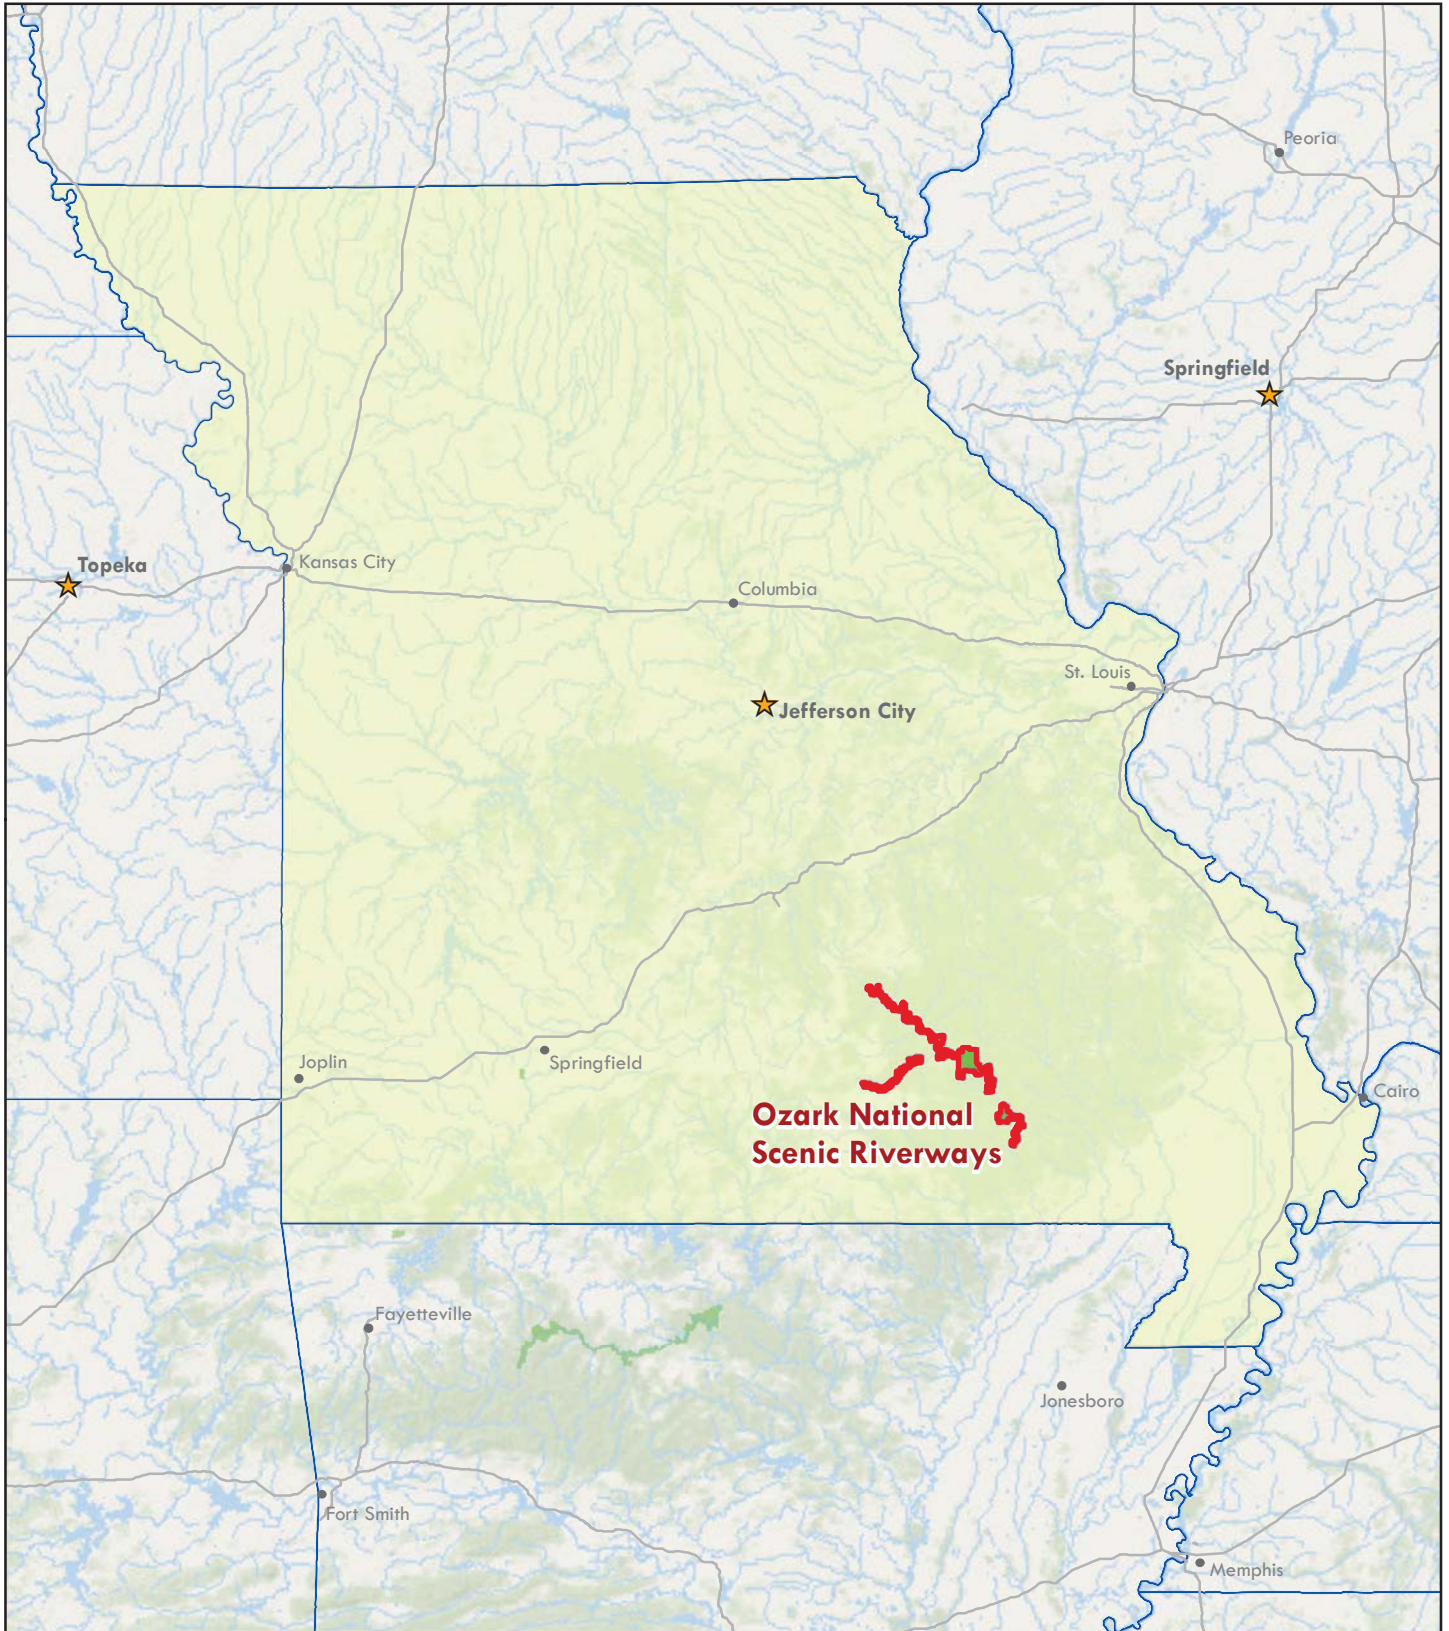 Peoria
Springfield
Topeka
Kansas City
Columbia
St. Louis
Jefferson City
Joplin
Springfield
Cairo
Ozark National
Scenic Riverways
Fayetteville
Jonesboro
Fort Smith
Memphis